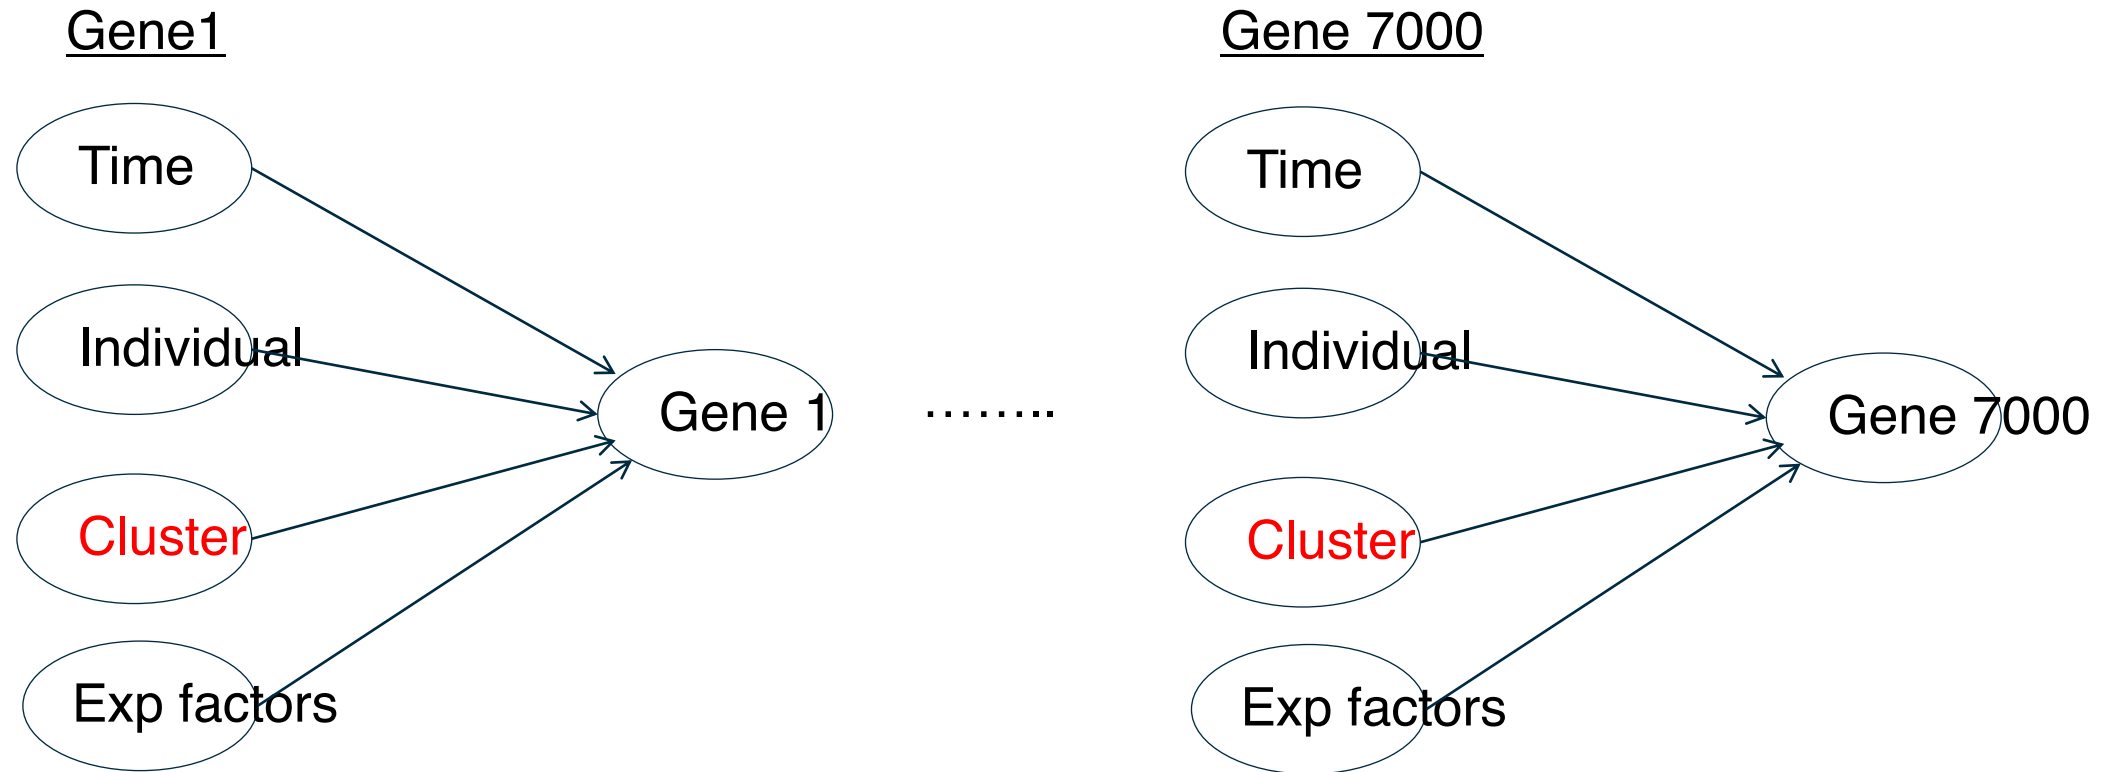 Gene1
Time
Individual
Cluster
Exp factors
Gene 1
........
Gene 7000
Time
Individual
Cluster
Exp factors
Gene 7000